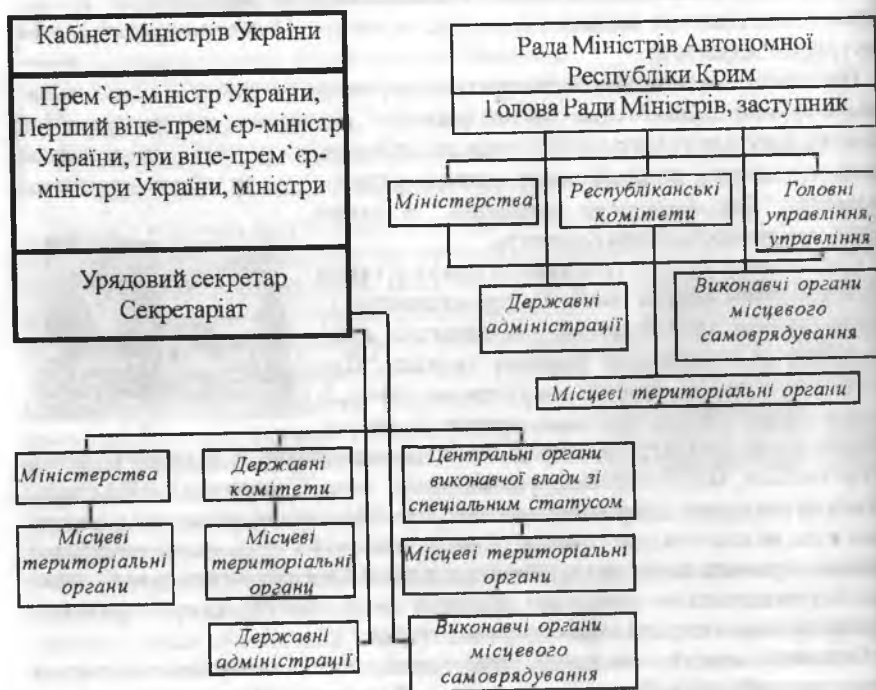 Кабінет Міністрів України
Прем`єр-міністр України,
Перший віце-прем`єр-міністр
України, три віце-прем`єр-
міністри України, міністри
Урядовий секретар
Секретаріат
Рада Міністрів Автономної
Республіки Крим
Голова Ради Міністрів, заступник
Міністерства
Республіканські
комітети
Головні
управління,
управління
Державні
адміністрації
Виконавчі органи
місцевого
самоврядування
Місцеві територіальні органи
Міністерства
Державні
комітети
Центральні органи
виконавчої влади зі
спеціальним статусом
Місцеві
територіальні
органи
Місцеві
територіальні
органи
Місцеві територіальні
органи
Державні
адміністрації
Виконавчі органи
місцевого
самоврядування